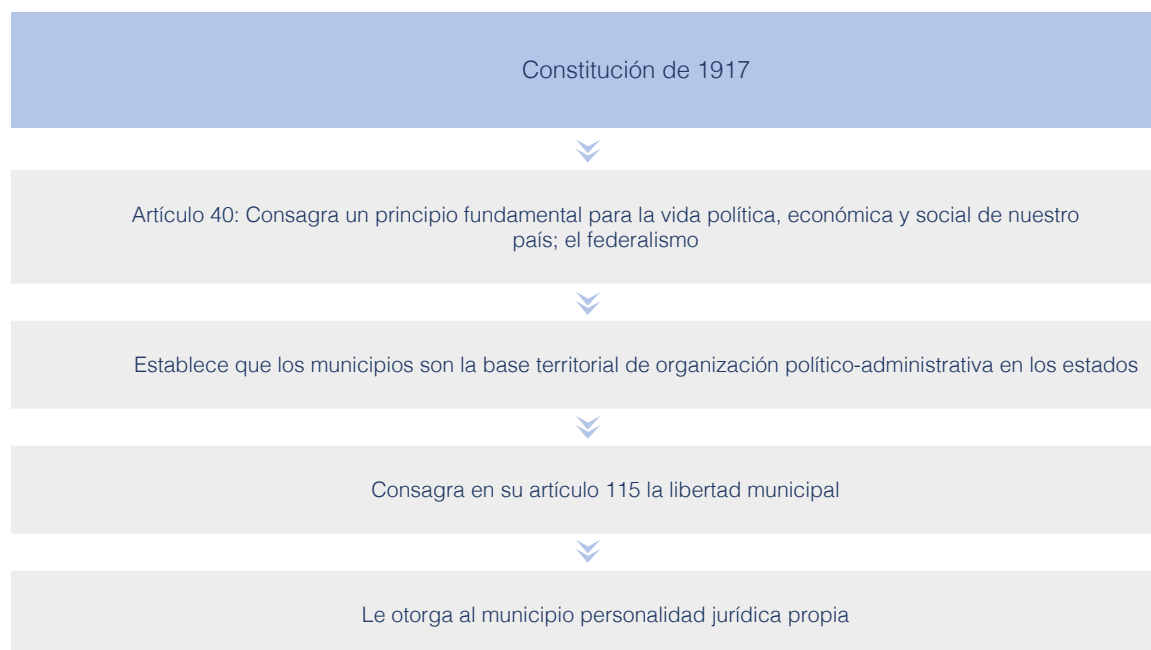 Constitución de 1917
Artículo 40: Consagra un principio fundamental para la vida política, económica y social de nuestro
país; el federalismo
Establece que los municipios son la base territorial de organización político-administrativa en los estados
Consagra en su artículo 115 la libertad municipal
Le otorga al municipio personalidad jurídica propia